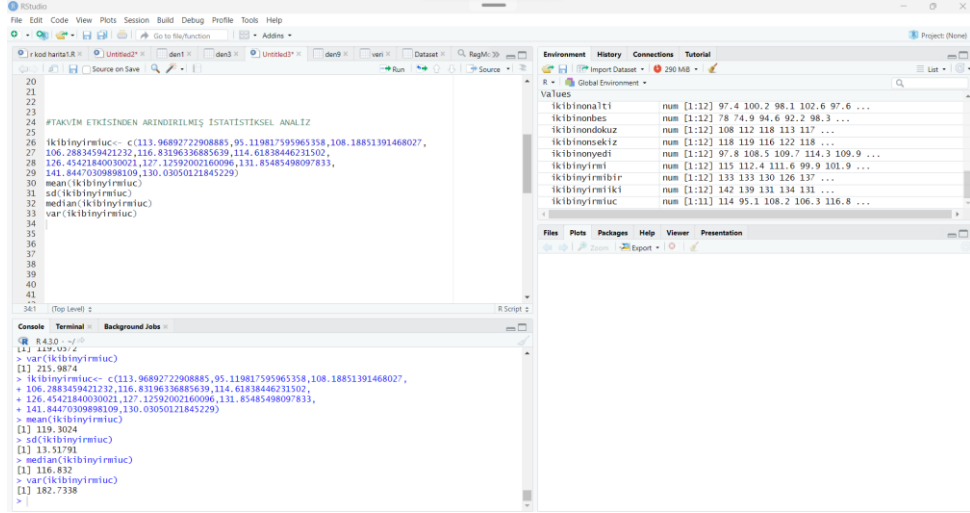 RStudio
File Edit Code View Plots Session Build Debug Profile Tools Help
Go to file/function Addins
Project: (None)
r kod harita1.R × Untitled2* × den1 × den3 × Untitled3* × den9 × veri × Dataset ×
Source on Save Run Source
20
21
22
23
24 #TAKVİM ETKİSİNDEN ARINDIRILMIŞ İSTATİSTİKSEL ANALİZ
25
26 ikibinyirmiuc<- c(113.96892722908885,95.119817595965358,108.18851391468027,
27 106.2883459421232,116.83196336885639,114.61838446231502,
28 126.45421840030021,127.12592002160096,131.85485498097833,
29 141.84470309898109,130.03050121845229)
30 mean(ikibinyirmiuc)
31 sd(ikibinyirmiuc)
32 median(ikibinyirmiuc)
33 var(ikibinyirmiuc)
34
35
36
37
38
39
40
41
34:1 (Top Level) R Script
Console Terminal × Background Jobs ×
R 4.3.0 · ~/
> var(ikibinyirmiuc)
[1] 215.9874
> ikibinyirmiuc<- c(113.96892722908885,95.119817595965358,108.18851391468027,
+ 106.2883459421232,116.83196336885639,114.61838446231502,
+ 126.45421840030021,127.12592002160096,131.85485498097833,
+ 141.84470309898109,130.03050121845229)
> mean(ikibinyirmiuc)
[1] 119.3024
> sd(ikibinyirmiuc)
[1] 13.51791
> median(ikibinyirmiuc)
[1] 116.832
> var(ikibinyirmiuc)
[1] 182.7338
>
Environment History Connections Tutorial
Import Dataset 290 MiB List
R Global Environment
Values
ikibinonalti num [1:12] 97.4 100.2 98.1 102.6 97.6 ...
ikibinonbes num [1:12] 78 74.9 94.6 92.2 98.3 ...
ikibinondokuz num [1:12] 108 112 118 113 117 ...
ikibinonsekiz num [1:12] 118 119 116 122 118 ...
ikibinonyedi num [1:12] 97.8 108.5 109.7 114.3 109.9 ...
ikibinyirmi num [1:12] 115 112.4 111.6 99.9 101.9 ...
ikibinyirmibir num [1:12] 133 133 130 126 137 ...
ikibinyirmiiki num [1:12] 142 139 131 134 131 ...
ikibinyirmiuc num [1:11] 114 95.1 108.2 106.3 116.8 ...
Files Plots Packages Help Viewer Presentation
Zoom Export